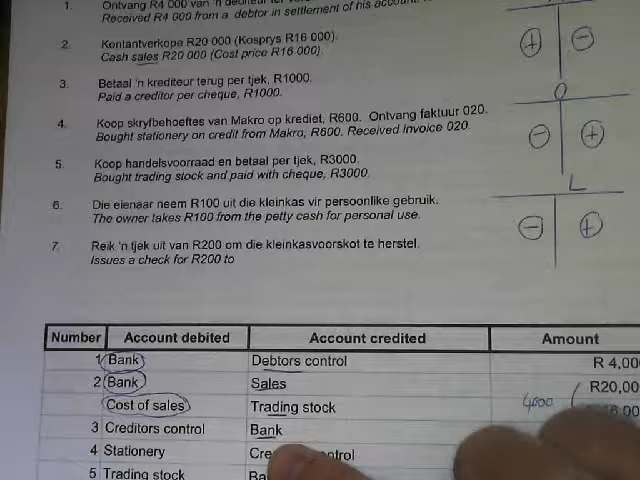 1.
Ontvang R4 000 van 'n debiteur
Received R4 000 from a debtor in settlement of his account.
2. Kontantverkope R20 000 (Kosprys R16 000).
Cash sales R20 000 (Cost price R16 000).
3. Betaal 'n krediteur terug per tjek, R1000.
Paid a creditor per cheque, R1000.
4. Koop skryfbehoeftes van Makro op krediet, R600. Ontvang faktuur 020.
Bought stationery on credit from Makro, R600. Received Invoice 020.
5. Koop handelsvoorraad en betaal per tjek, R3000.
Bought trading stock and paid with cheque, R3000.
6. Die eienaar neem R100 uit die kleinkas vir persoonlike gebruik.
The owner takes R100 from the petty cash for personal use.
7. Reik 'n tjek uit van R200 om die kleinkasvoorskot te herstel.
Issues a check for R200 to
+ −
O
− +
L
− +
Number Account debited Account credited Amount
1 Bank Debtors control R 4,00
2 Bank Sales R20,00
Cost of sales Trading stock 4000
3 Creditors control Bank
4 Stationery
5 Trading stock